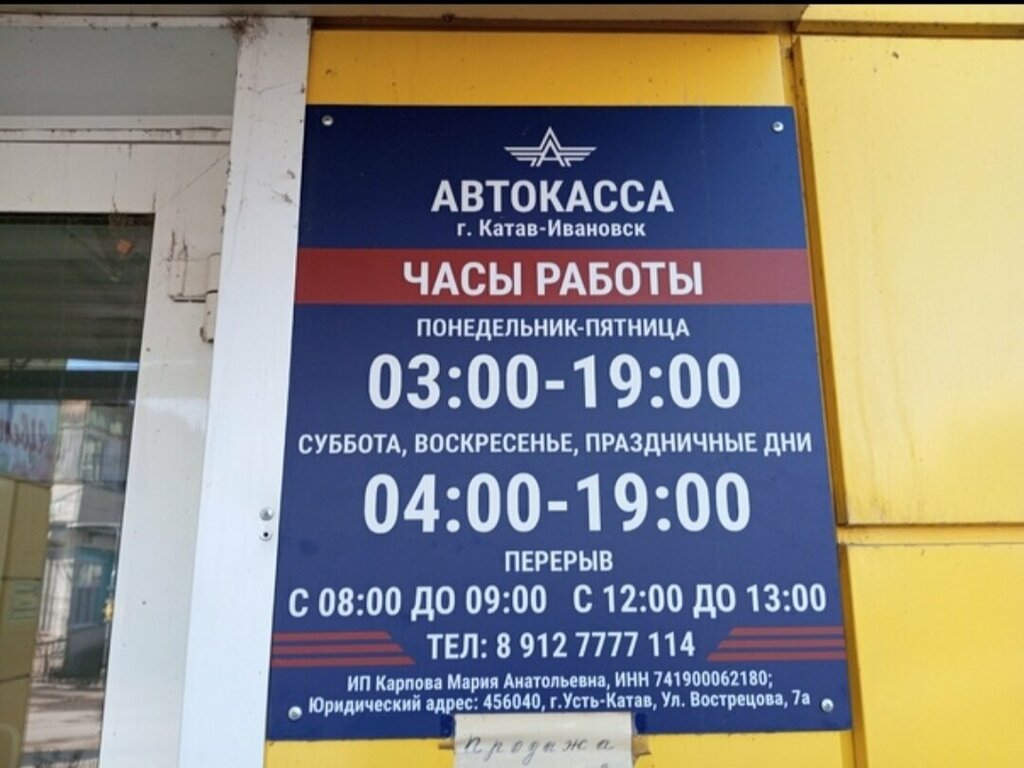 АВТОКАССА
г. Катав-Ивановск
ЧАСЫ РАБОТЫ
ПОНЕДЕЛЬНИК-ПЯТНИЦА
03:00-19:00
СУББОТА, ВОСКРЕСЕНЬЕ, ПРАЗДНИЧНЫЕ ДНИ
04:00-19:00
ПЕРЕРЫВ
С 08:00 ДО 09:00 С 12:00 ДО 13:00
ТЕЛ: 8 912 7777 114
ИП Карпова Мария Анатольевна, ИНН 741900062180;
Юридический адрес: 456040, г.Усть-Катав, Ул. Вострецова, 7а
Продажа